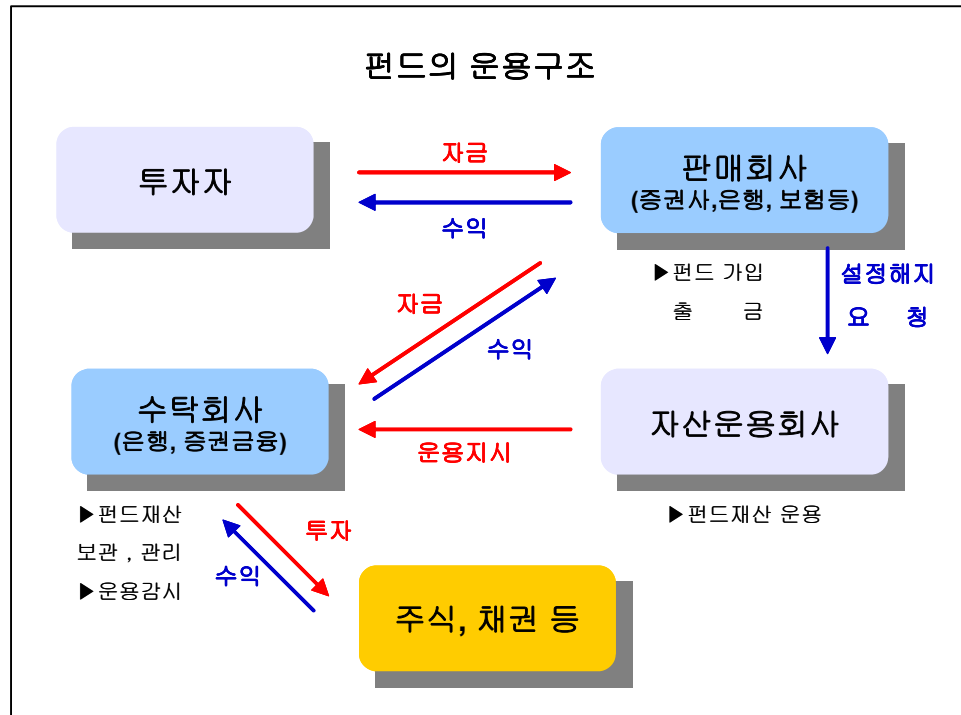 펀드의 운용구조
투자자
자금
수익
판매회사
(증권사,은행, 보험등)
▶펀드 가입
출 금
설정해지
요 청
자금
수익
수탁회사
(은행, 증권금융)
운용지시
자산운용회사
▶펀드재산
보관 , 관리
▶운용감시
▶펀드재산 운용
투자
수익
주식, 채권 등